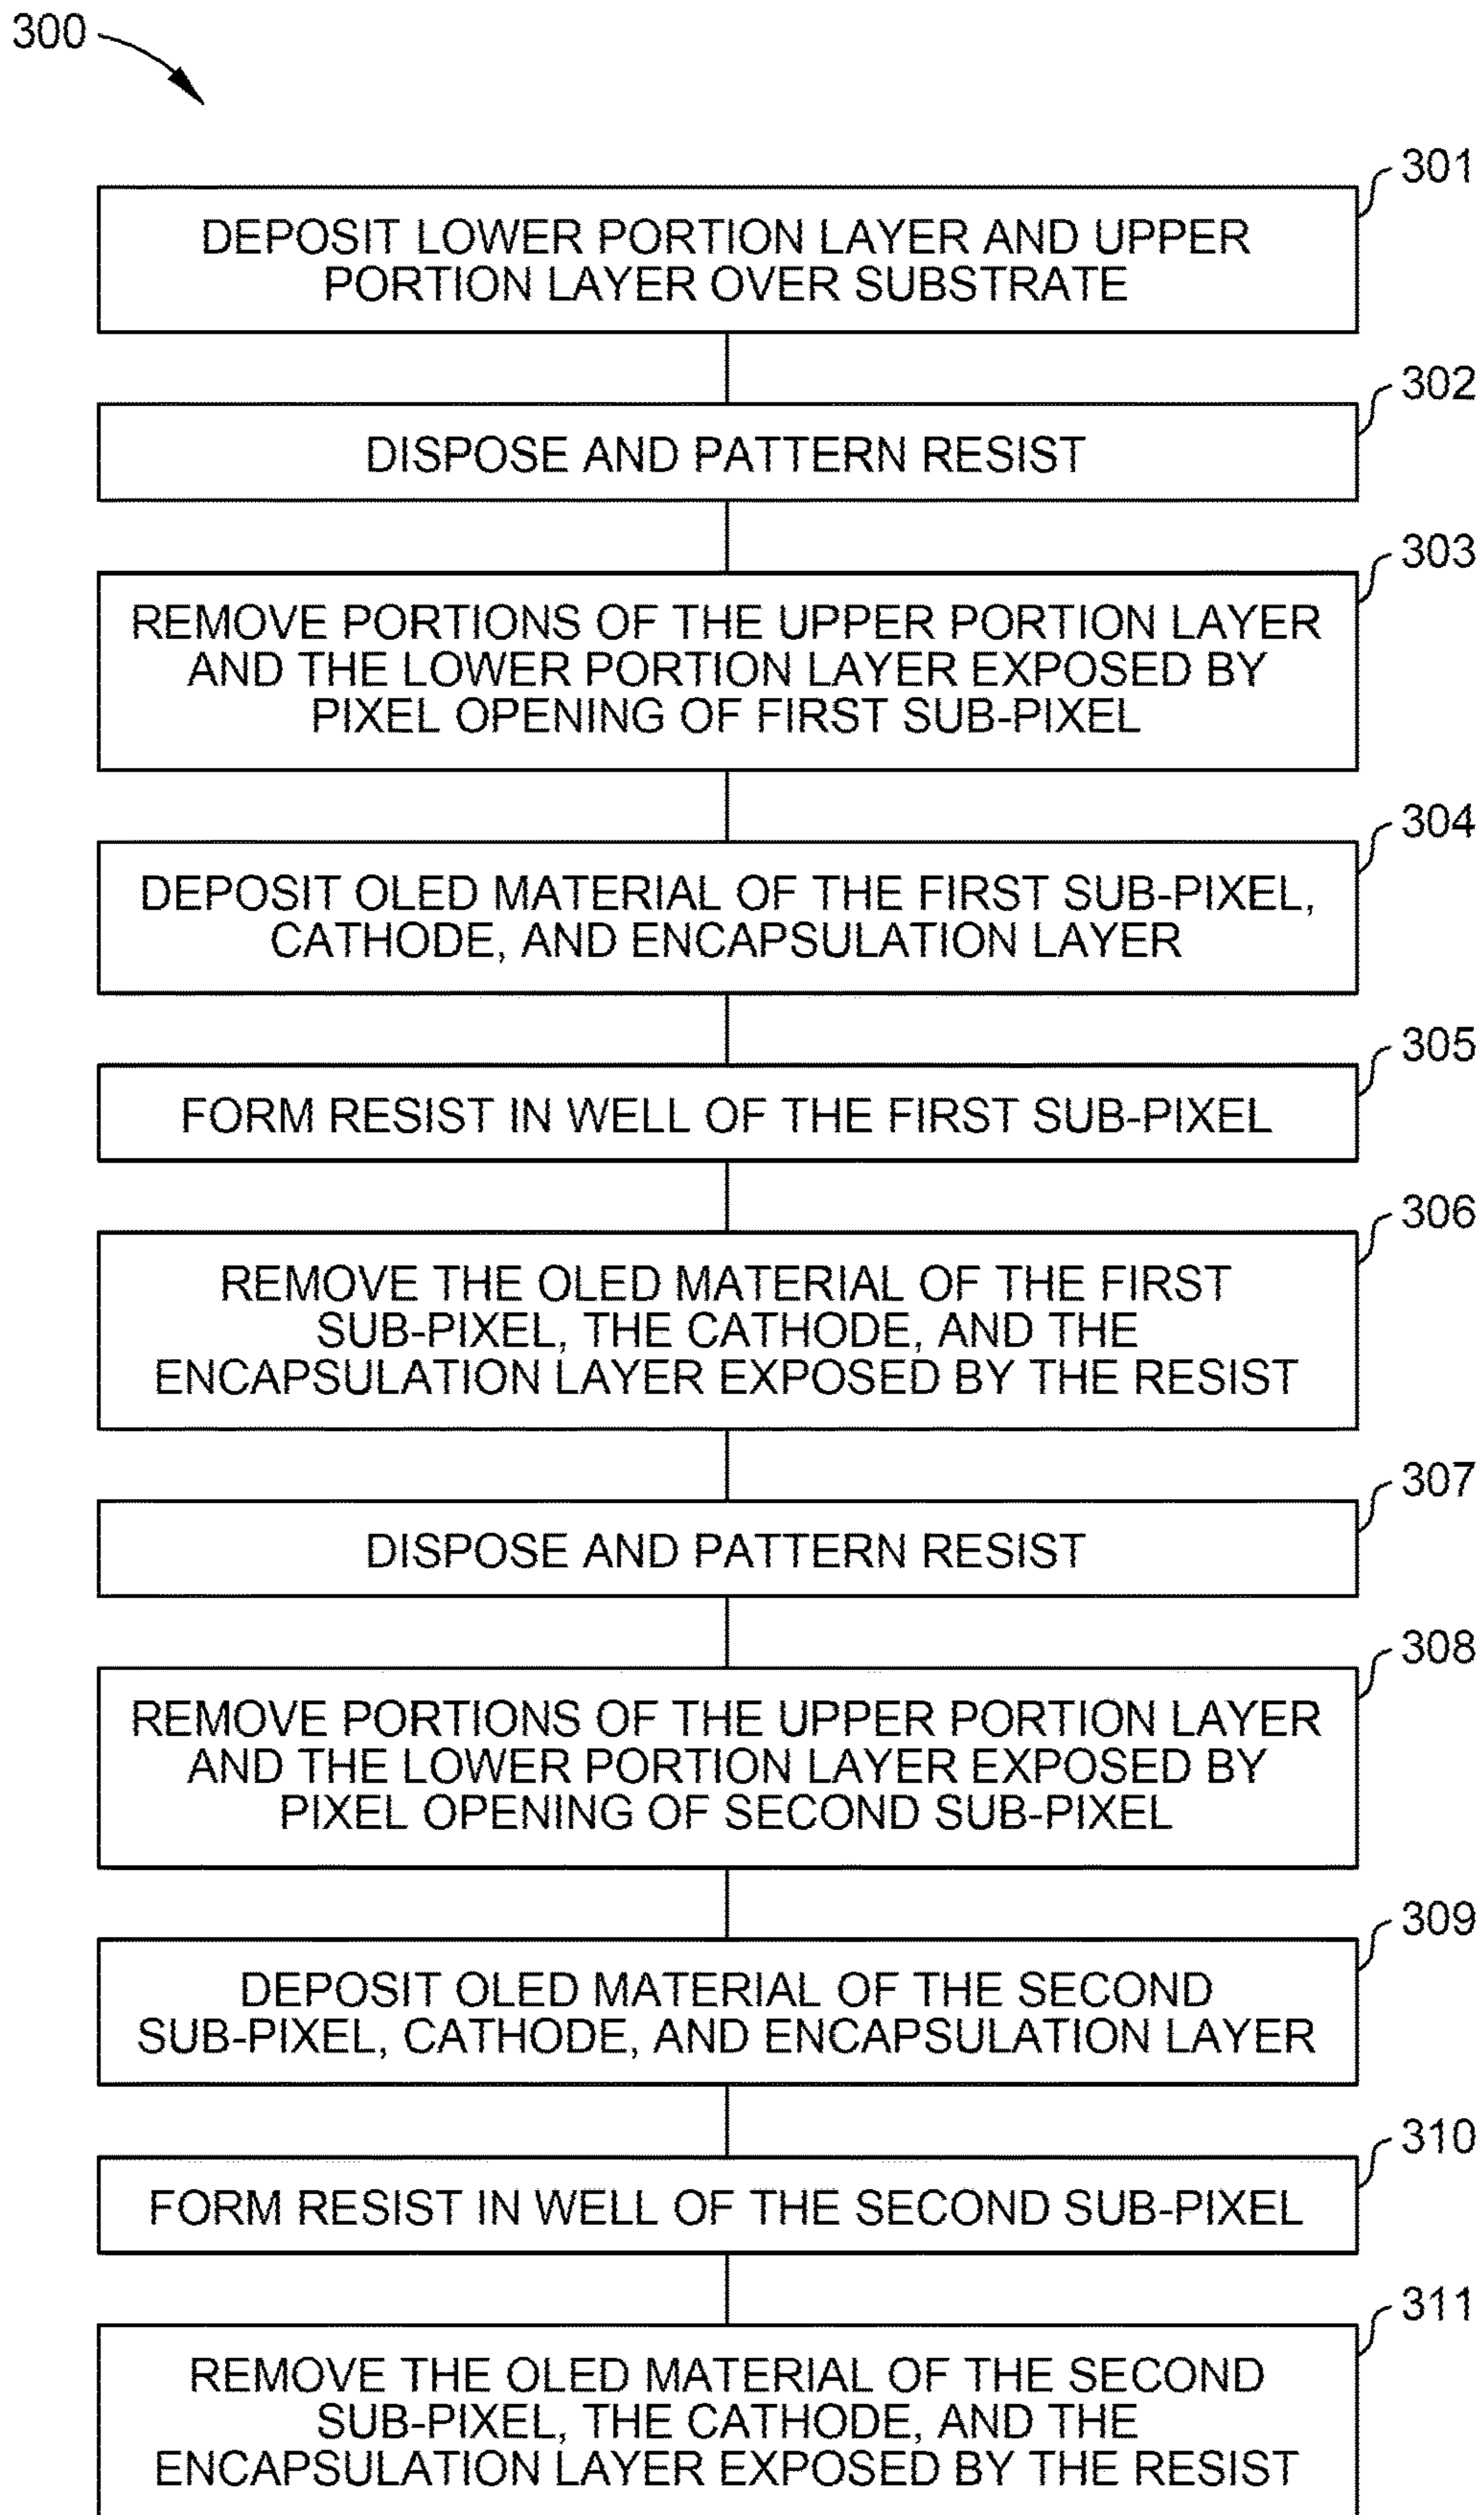 300
301
DEPOSIT LOWER PORTION LAYER AND UPPER
PORTION LAYER OVER SUBSTRATE
302
DISPOSE AND PATTERN RESIST
303
REMOVE PORTIONS OF THE UPPER PORTION LAYER
AND THE LOWER PORTION LAYER EXPOSED BY
PIXEL OPENING OF FIRST SUB-PIXEL
304
DEPOSIT OLED MATERIAL OF THE FIRST SUB-PIXEL,
CATHODE, AND ENCAPSULATION LAYER
305
FORM RESIST IN WELL OF THE FIRST SUB-PIXEL
306
REMOVE THE OLED MATERIAL OF THE FIRST
SUB-PIXEL, THE CATHODE, AND THE
ENCAPSULATION LAYER EXPOSED BY THE RESIST
307
DISPOSE AND PATTERN RESIST
308
REMOVE PORTIONS OF THE UPPER PORTION LAYER
AND THE LOWER PORTION LAYER EXPOSED BY
PIXEL OPENING OF SECOND SUB-PIXEL
309
DEPOSIT OLED MATERIAL OF THE SECOND
SUB-PIXEL, CATHODE, AND ENCAPSULATION LAYER
310
FORM RESIST IN WELL OF THE SECOND SUB-PIXEL
311
REMOVE THE OLED MATERIAL OF THE SECOND
SUB-PIXEL, THE CATHODE, AND THE
ENCAPSULATION LAYER EXPOSED BY THE RESIST